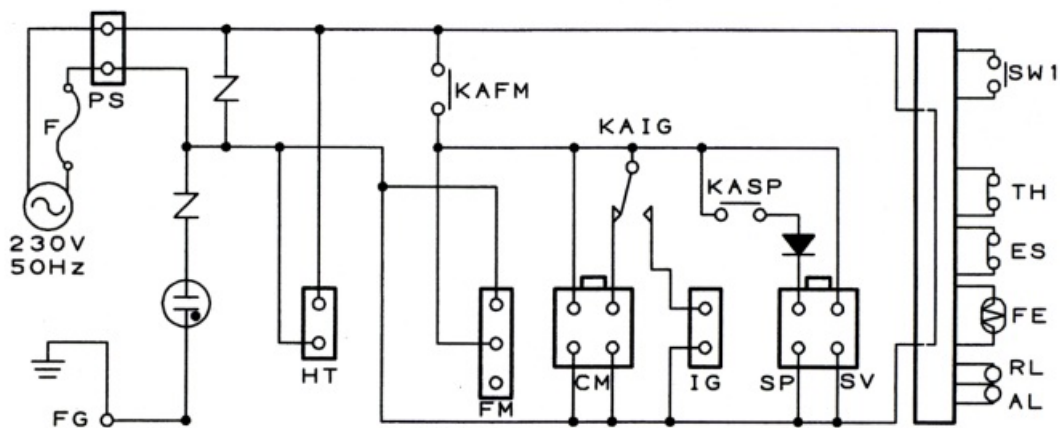 PS
F
230V
50Hz
FG
HT
KAFM
KAIG
KASP
FM
CM
IG
SP
SV
SW1
TH
ES
FE
RL
AL